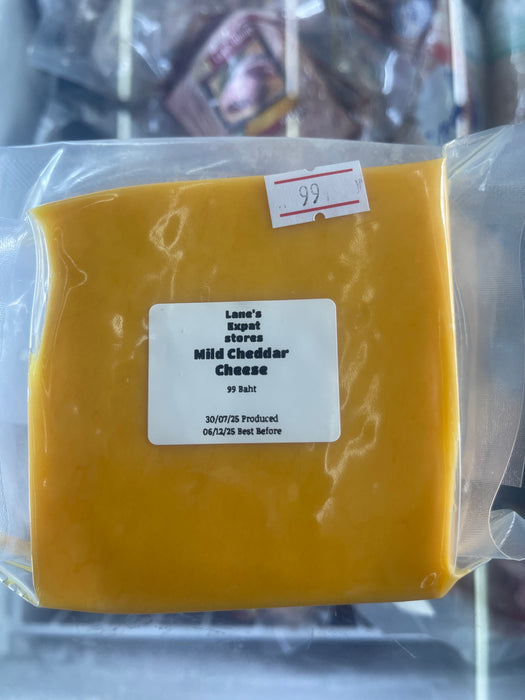 99
Lane's
Expat
stores
Mild Cheddar
Cheese
99 Baht
30/07/25 Produced
06/12/25 Best Before